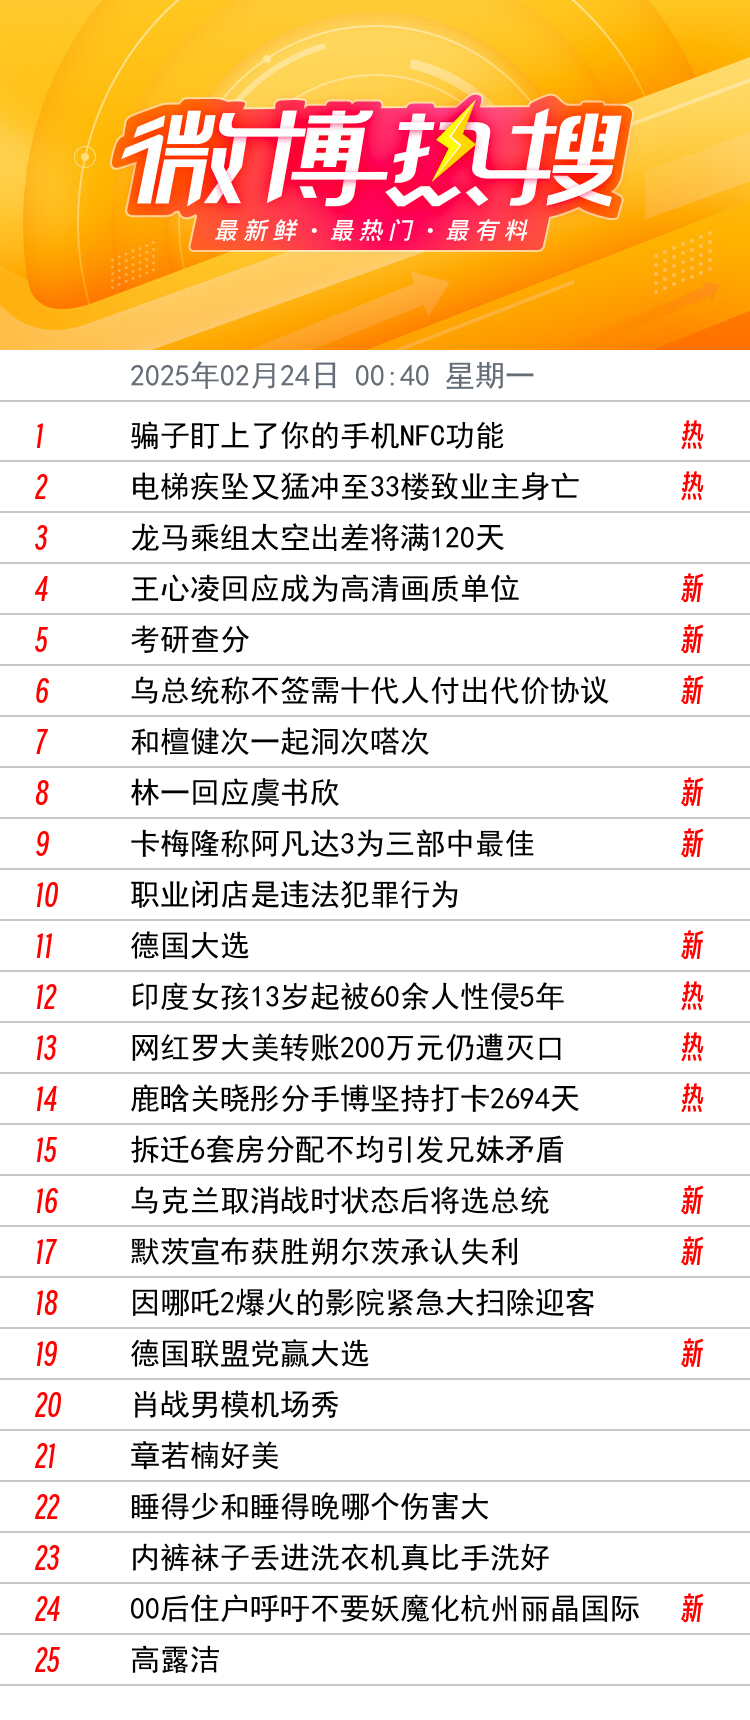 微博热搜
最新鲜·最热门·最有料
2025年02月24日 00:40 星期一
1 骗子盯上了你的手机NFC功能 热
2 电梯疾坠又猛冲至33楼致业主身亡 热
3 龙马乘组太空出差将满120天
4 王心凌回应成为高清画质单位 新
5 考研查分 新
6 乌总统称不签需十代人付出代价协议 新
7 和檀健次一起洞次嗒次
8 林一回应虞书欣 新
9 卡梅隆称阿凡达3为三部中最佳 新
10 职业闭店是违法犯罪行为
11 德国大选 新
12 印度女孩13岁起被60余人性侵5年 热
13 网红罗大美转账200万元仍遭灭口 热
14 鹿晗关晓彤分手博坚持打卡2694天 热
15 拆迁6套房分配不均引发兄妹矛盾
16 乌克兰取消战时状态后将选总统 新
17 默茨宣布获胜朔尔茨承认失利 新
18 因哪吒2爆火的影院紧急大扫除迎客
19 德国联盟党赢大选 新
20 肖战男模机场秀
21 章若楠好美
22 睡得少和睡得晚哪个伤害大
23 内裤袜子丢进洗衣机真比手洗好
24 00后住户呼吁不要妖魔化杭州丽晶国际 新
25 高露洁